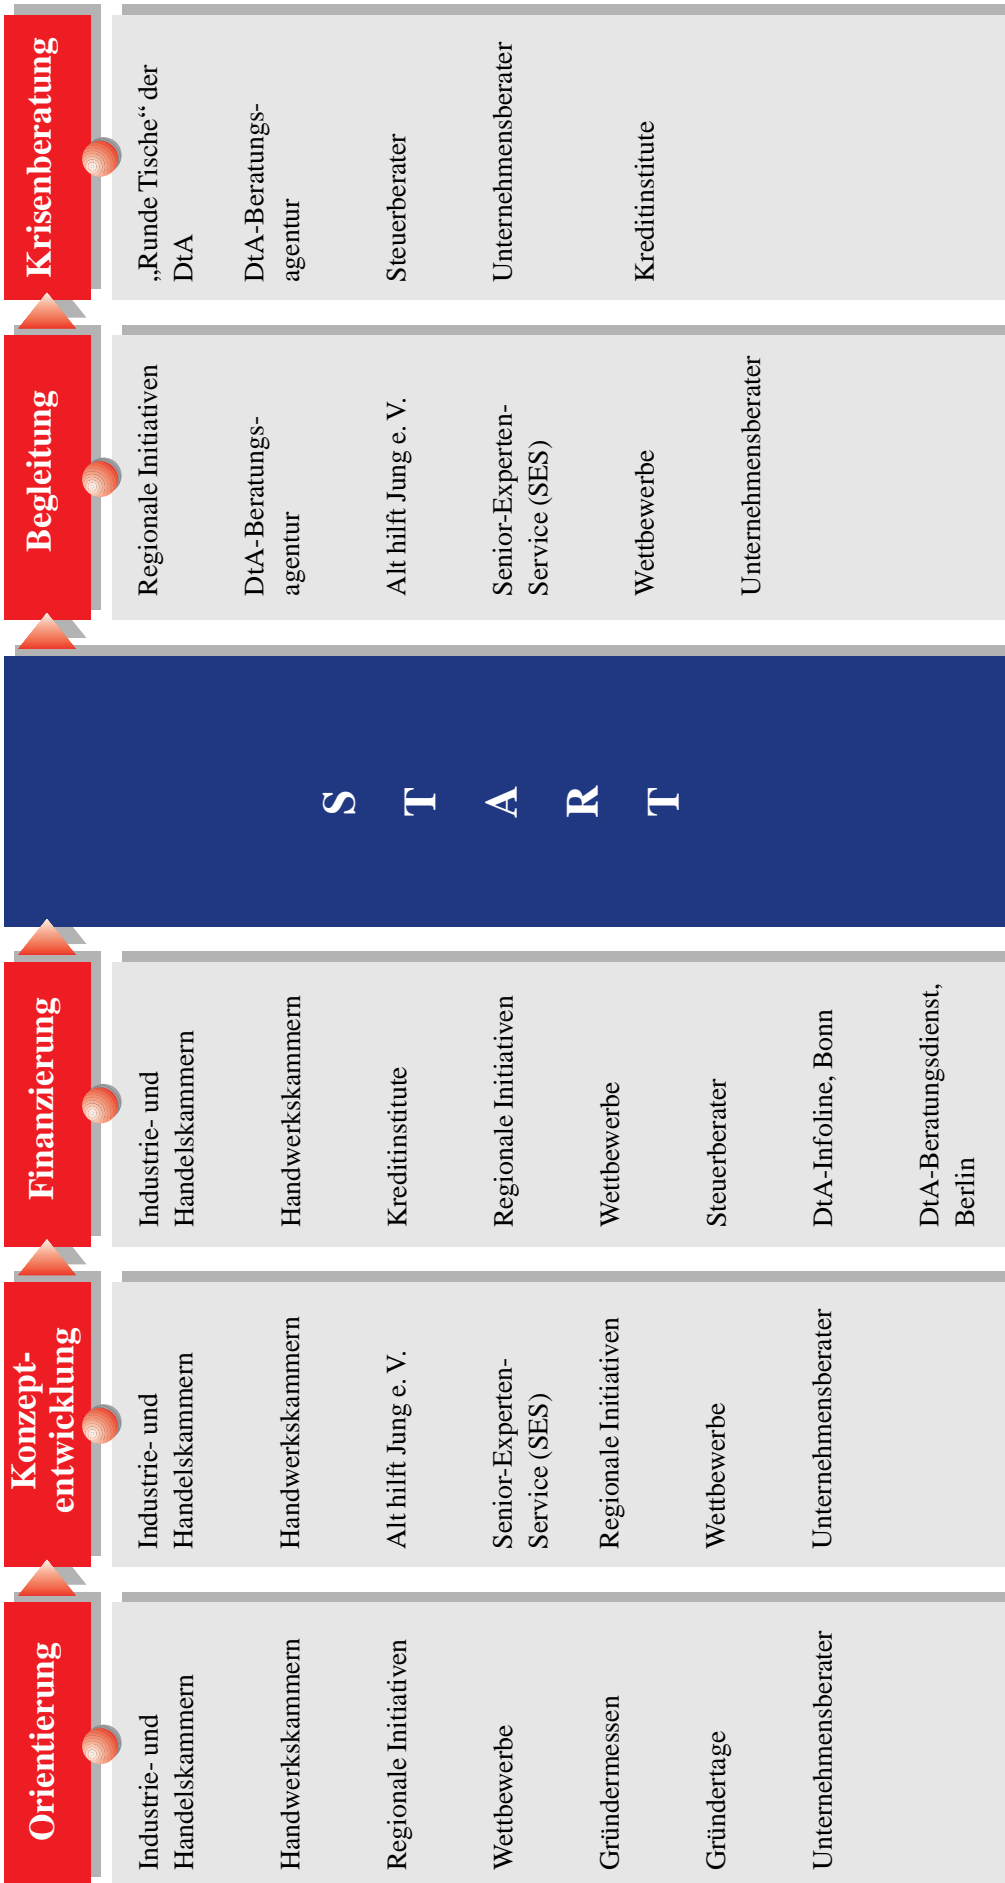 Orientierung
Industrie- und
Handelskammern
Handwerkskammern
Regionale Initiativen
Wettbewerbe
Gründermessen
Gründertage
Unternehmensberater
Konzept-
entwicklung
Industrie- und
Handelskammern
Handwerkskammern
Alt hilft Jung e. V.
Senior-Experten-
Service (SES)
Regionale Initiativen
Wettbewerbe
Unternehmensberater
Finanzierung
Industrie- und
Handelskammern
Handwerkskammern
Kreditinstitute
Regionale Initiativen
Wettbewerbe
Steuerberater
DtA-Infoline, Bonn
DtA-Beratungsdienst,
Berlin
S
T
A
R
T
Begleitung
Regionale Initiativen
DtA-Beratungs-
agentur
Alt hilft Jung e. V.
Senior-Experten-
Service (SES)
Wettbewerbe
Unternehmensberater
Krisenberatung
„Runde Tische“ der
DtA
DtA-Beratungs-
agentur
Steuerberater
Unternehmensberater
Kreditinstitute